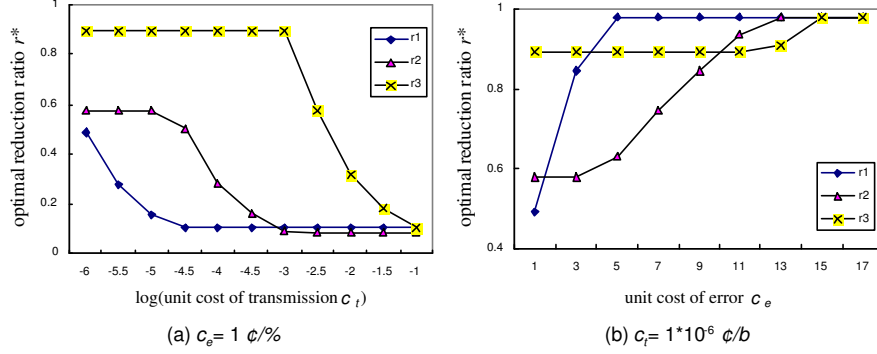 optimal reduction ratio r*
1
0.8
0.6
0.4
0.2
0
-6 -5.5 -5 -4.5 -4 -3.5 -3 -2.5 -2 -1.5 -1
log(unit cost of transmission c t)
r1
r2
r3
(a) ce= 1 ¢/%
optimal reduction ratio r*
1
0.8
0.6
0.4
1 3 5 7 9 11 13 15 17
unit cost of error c e
r1
r2
r3
(b) ct= 1*10-6 ¢/b